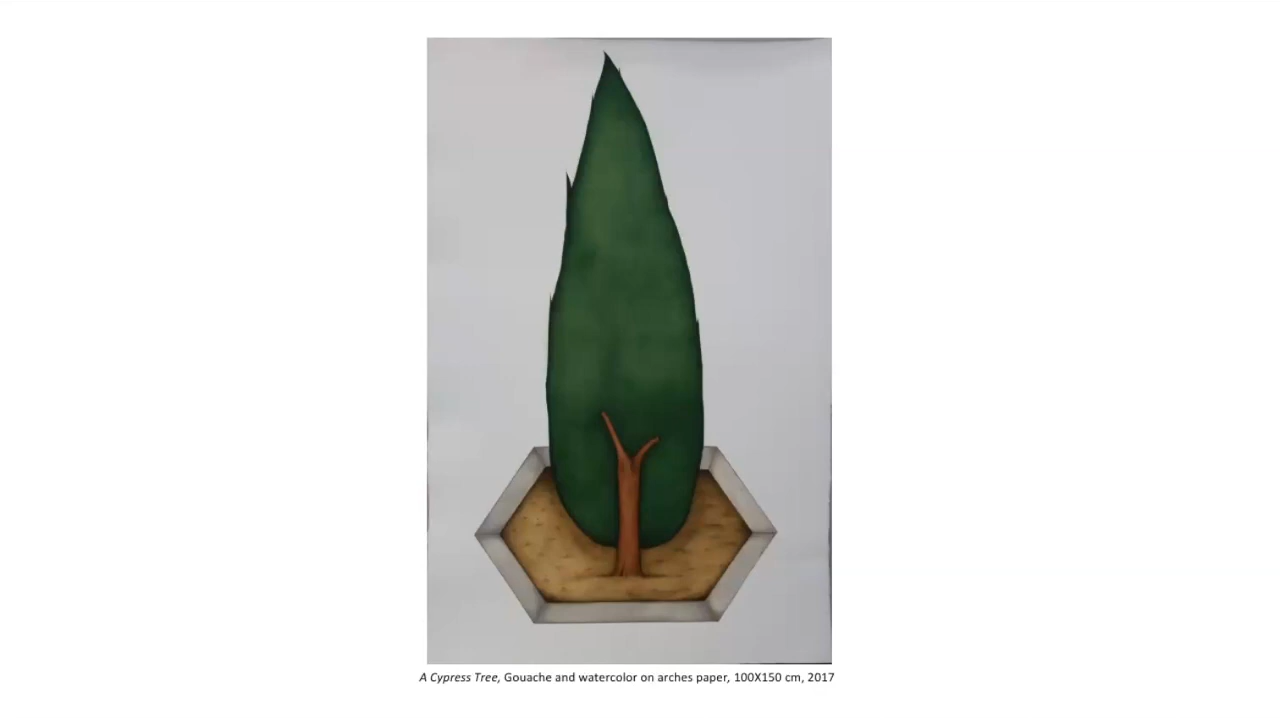 A Cypress Tree, Gouache and watercolor on arches paper, 100X150 cm, 2017